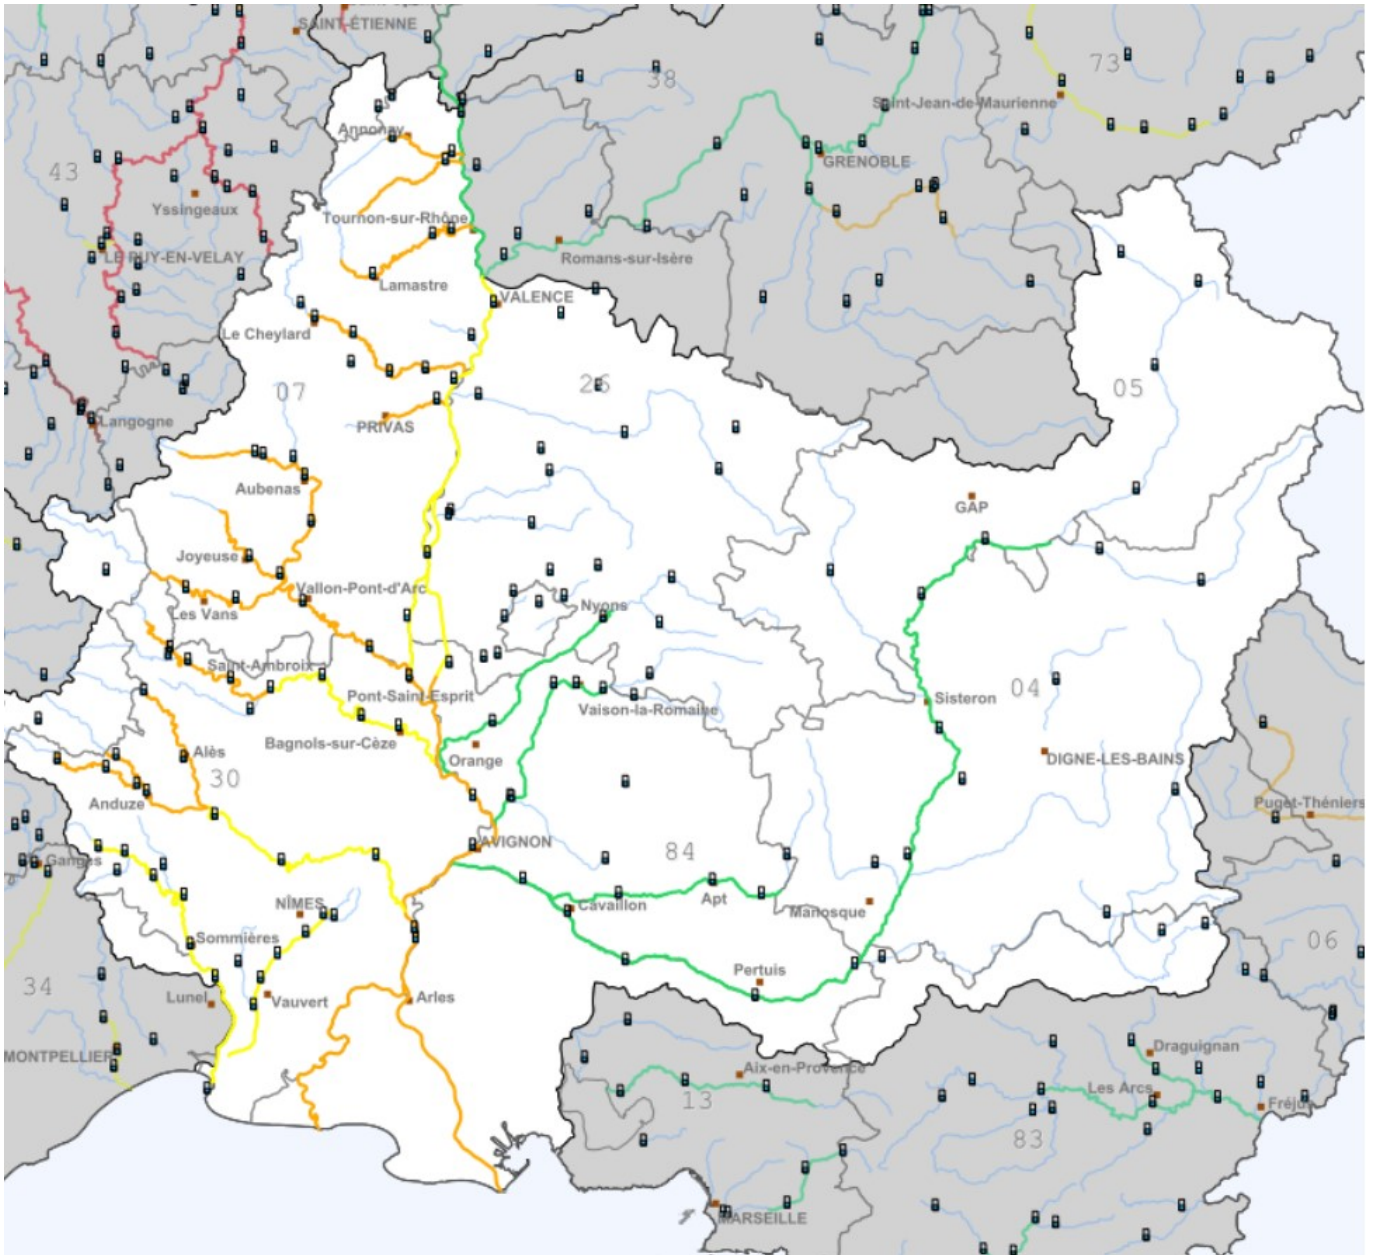 SAINT-ÉTIENNE
38
73
Saint-Jean-de-Maurienne
Annonay
GRENOBLE
43
Yssingeaux
Tournon-sur-Rhône
LE PUY-EN-VELAY
Romans-sur-Isère
Lamastre
VALENCE
Le Cheylard
07
26
05
Langogne
PRIVAS
Aubenas
GAP
Joyeuse
Vallon-Pont-d'Arc
Les Vans
Nyons
Saint-Ambroix
04
Pont-Saint-Esprit
Sisteron
Vaison-la-Romaine
Bagnols-sur-Cèze
Alès
Orange
DIGNE-LES-BAINS
30
Anduze
Puget-Théniers
AVIGNON
84
Ganges
Apt
NÎMES
Cavaillon
Manosque
Sommières
06
Pertuis
34
Lunel
Vauvert
Arles
MONTPELLIER
Draguignan
Aix-en-Provence
Les Arcs
13
Fréjus
83
MARSEILLE